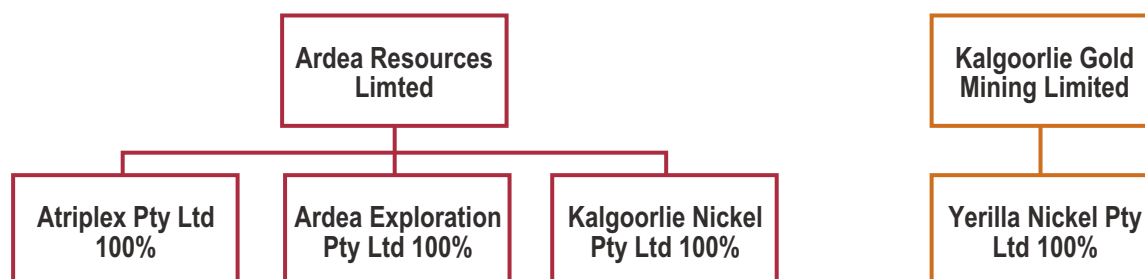 Ardea Resources
Limted
Kalgoorlie Gold
Mining Limited
Atriplex Pty Ltd
100%
Ardea Exploration
Pty Ltd 100%
Kalgoorlie Nickel
Pty Ltd 100%
Yerilla Nickel Pty
Ltd 100%